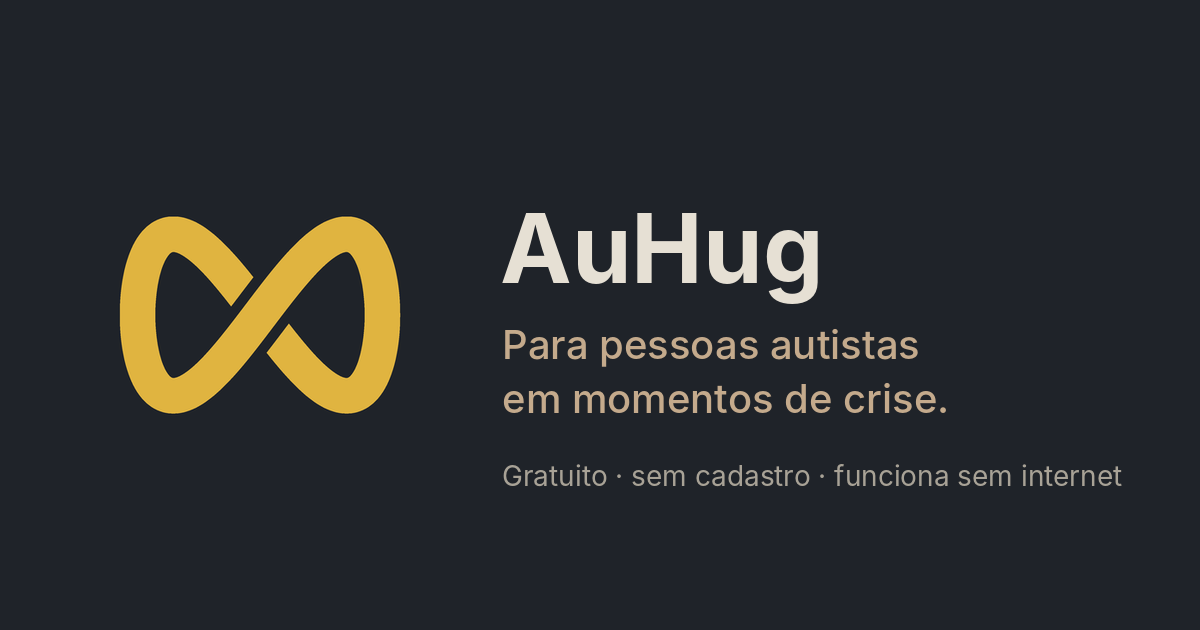 AuHug
Para pessoas autistas
em momentos de crise.
Gratuito · sem cadastro · funciona sem internet